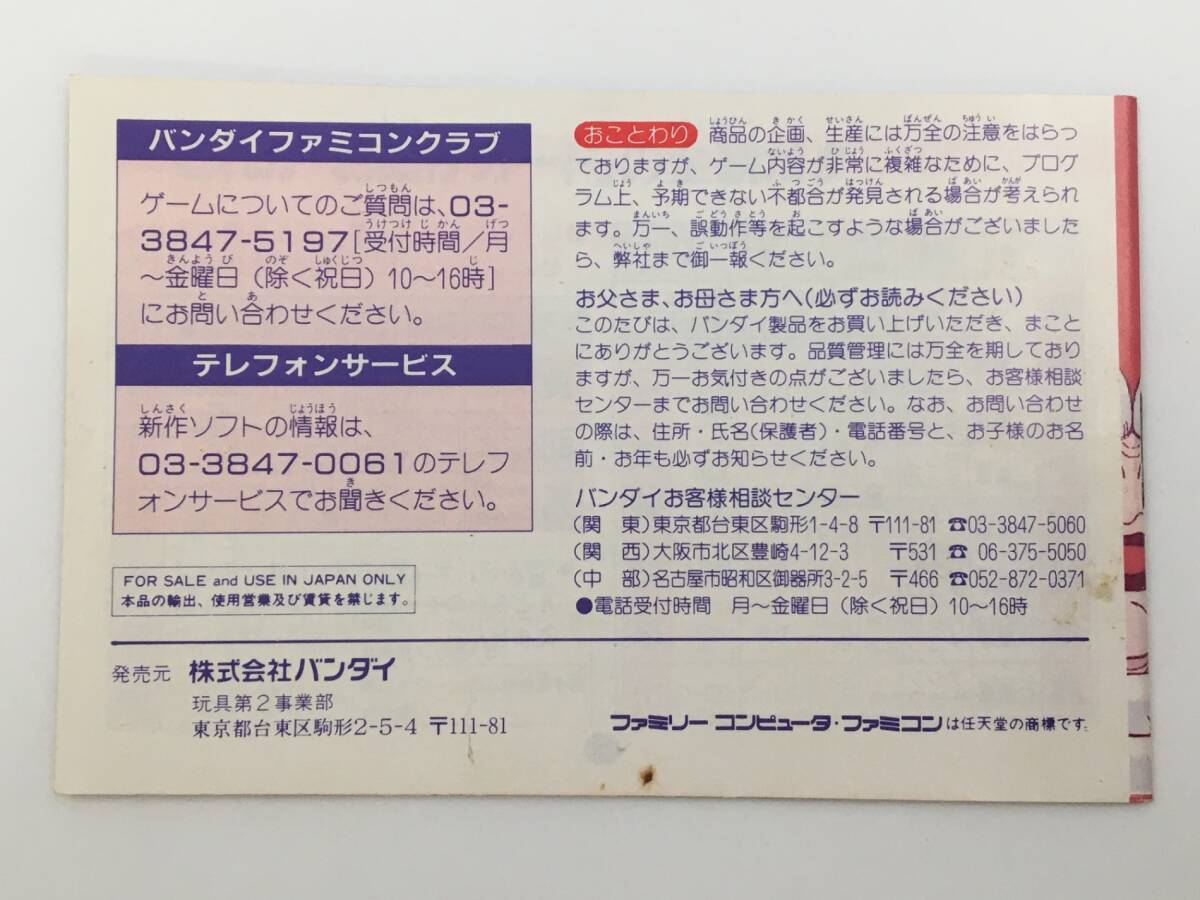 バンダイファミコンクラブ
ゲームについてのご質問は、03-
3847-5197[受付時間/月
~金曜日(除く祝日)10~16時]
にお問い合わせください。
テレフォンサービス
新作ソフトの情報は、
03-3847-0061のテレフ
ォンサービスでお聞きください。
FOR SALE and USE IN JAPAN ONLY
本品の輸出、使用営業及び賃貸を禁じます。
おことわり 商品の企画、生産には万全の注意をはらっ
ておりますが、ゲーム内容が非常に複雑なために、プログ
ラム上、予期できない不都合が発見される場合が考えられ
ます。万一、誤動作等を起こすような場合がございました
ら、弊社まで御一報ください。
お父さま、お母さま方へ(必ずお読みください)
このたびは、バンダイ製品をお買い上げいただき、まこと
にありがとうございます。品質管理には万全を期しており
ますが、万一お気付きの点がございましたら、お客様相談
センターまでお問い合わせください。なお、お問い合わせ
の際は、住所・氏名(保護者)・電話番号と、お子様のお名
前・お年も必ずお知らせください。
バンダイお客様相談センター
(関 東)東京都台東区駒形1-4-8 〒111-81 ☎03-3847-5060
(関 西)大阪市北区豊崎4-12-3 〒531 ☎06-375-5050
(中 部)名古屋市昭和区御器所3-2-5 〒466 ☎052-872-0371
●電話受付時間 月~金曜日(除く祝日)10~16時
発売元 株式会社バンダイ
玩具第2事業部
東京都台東区駒形2-5-4 〒111-81
ファミリーコンピュータ・ファミコンは任天堂の商標です。